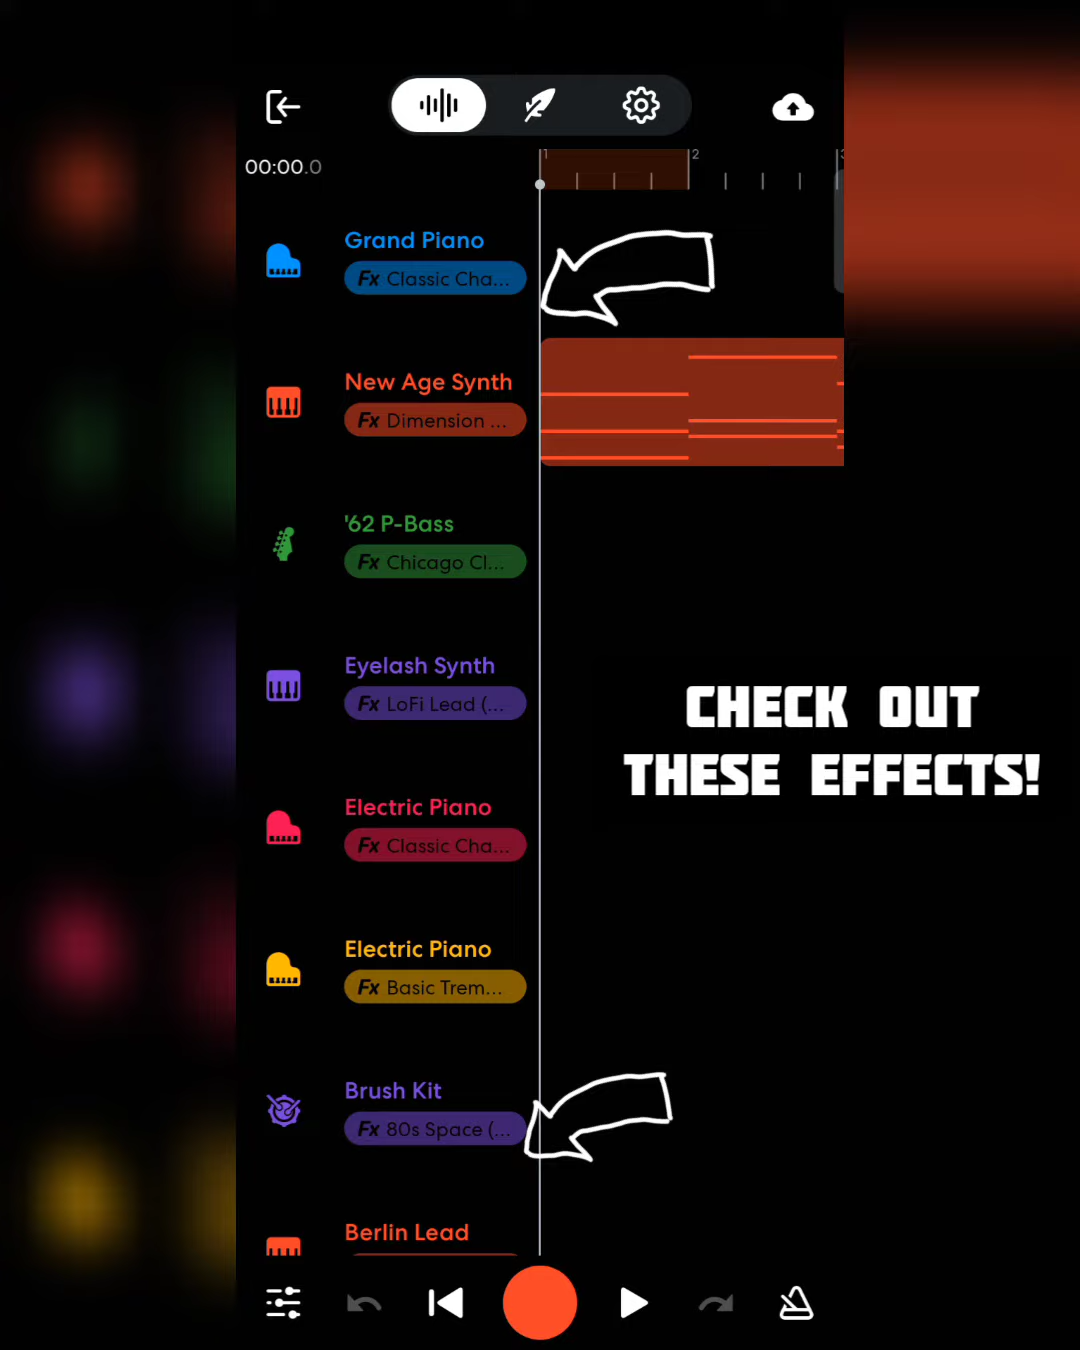 00:00.0
1
2
3
Grand Piano
Fx Classic Cha...
New Age Synth
Fx Dimension ...
'62 P-Bass
Fx Chicago Cl...
Eyelash Synth
Fx LoFi Lead (...
CHECK OUT
THESE EFFECTS!
Electric Piano
Fx Classic Cha...
Electric Piano
Fx Basic Trem...
Brush Kit
Fx 80s Space (...
Berlin Lead